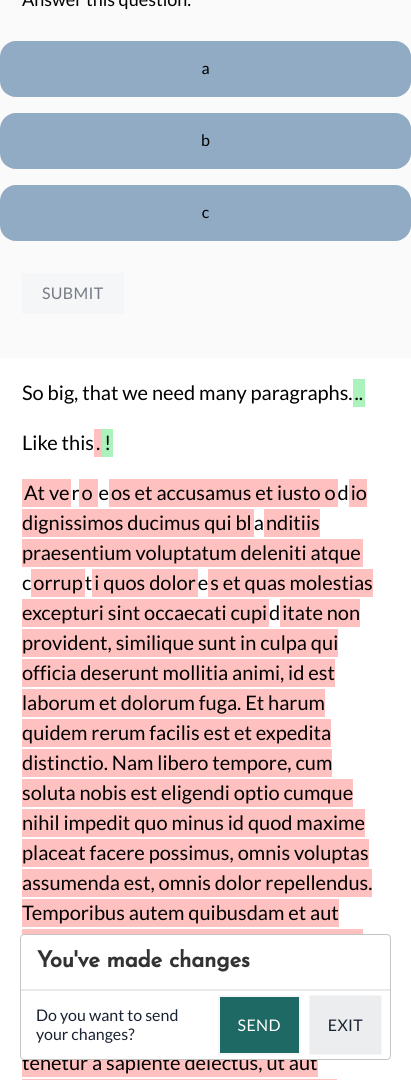 Answer this question.
a
b
c
SUBMIT
So big, that we need many paragraphs...
Like this.!
At vero eos et accusamus et iusto odio
dignissimos ducimus qui blanditiis
praesentium voluptatum deleniti atque
corrupti quos dolores et quas molestias
excepturi sint occaecati cupiditate non
provident, similique sunt in culpa qui
officia deserunt mollitia animi, id est
laborum et dolorum fuga. Et harum
quidem rerum facilis est et expedita
distinctio. Nam libero tempore, cum
soluta nobis est eligendi optio cumque
nihil impedit quo minus id quod maxime
placeat facere possimus, omnis voluptas
assumenda est, omnis dolor repellendus.
Temporibus autem quibusdam et aut
You've made changes
Do you want to send
your changes?
SEND
EXIT
tenetur a sapiente delectus, ut aut